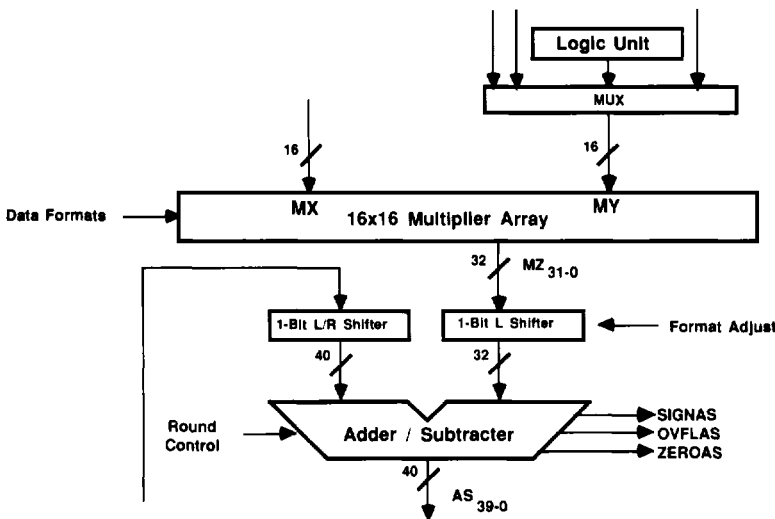 Logic Unit
MUX
16
16
MX
MY
Data Formats
16x16 Multiplier Array
32
MZ 31-0
1-Bit L/R Shifter
1-Bit L Shifter
Format Adjust
40
32
Round
Control
Adder / Subtracter
SIGNAS
OVFLAS
ZEROAS
40
AS 39-0